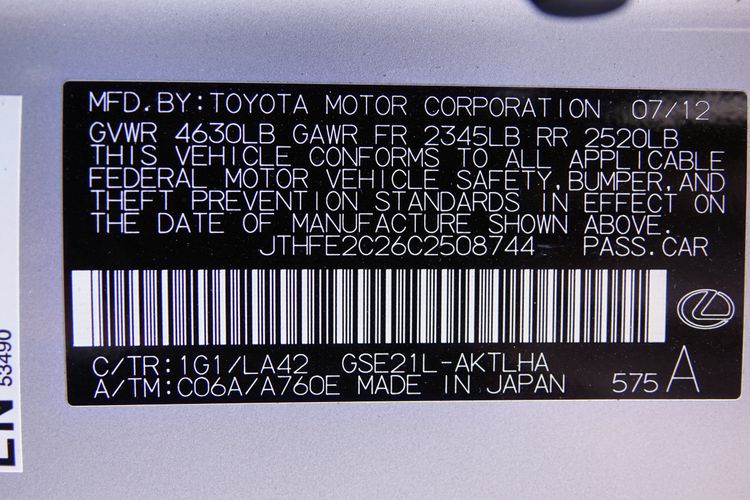 MFD.BY:TOYOTA MOTOR CORPORATION 07/12
GVWR 4630LB GAWR FR 2345LB RR 2520LB
THIS VEHICLE CONFORMS TO ALL APPLICABLE
FEDERAL MOTOR VEHICLE SAFETY,BUMPER,AND
THEFT PREVENTION STANDARDS IN EFFECT ON
THE DATE OF MANUFACTURE SHOWN ABOVE.
JTHFE2C26C2508744 PASS.CAR
C/TR:1G1/LA42 GSE21L-AKTLHA
A/TM:C06A/A760E MADE IN JAPAN 575 A
53490